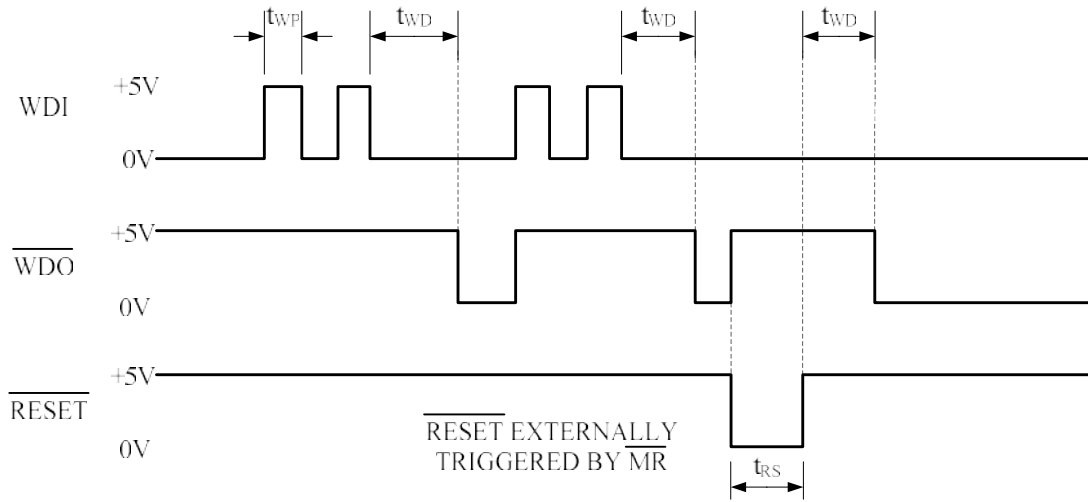 tWP
tWD
tWD
tWD
WDI
+5V
0V
WDO
+5V
0V
RESET
+5V
0V
RESET EXTERNALLY
TRIGGERED BY MR
tRS